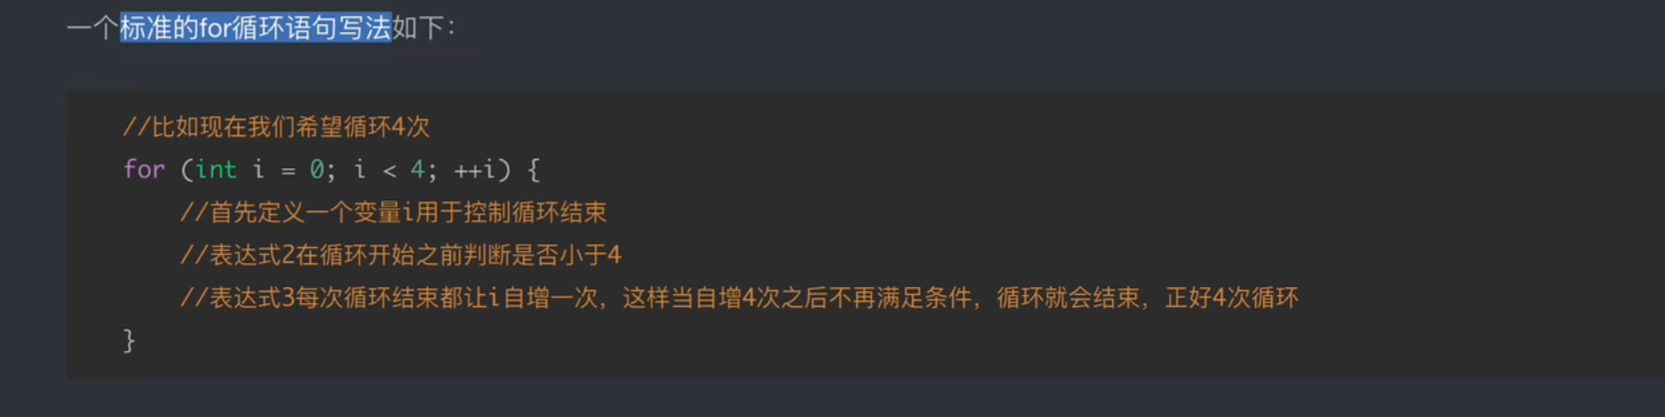 一个标准的for循环语句写法如下：
//比如现在我们希望循环4次
for (int i = 0; i < 4; ++i) {
//首先定义一个变量i用于控制循环结束
//表达式2在循环开始之前判断是否小于4
//表达式3每次循环结束都让i自增一次，这样当自增4次之后不再满足条件，循环就会结束，正好4次循环
}